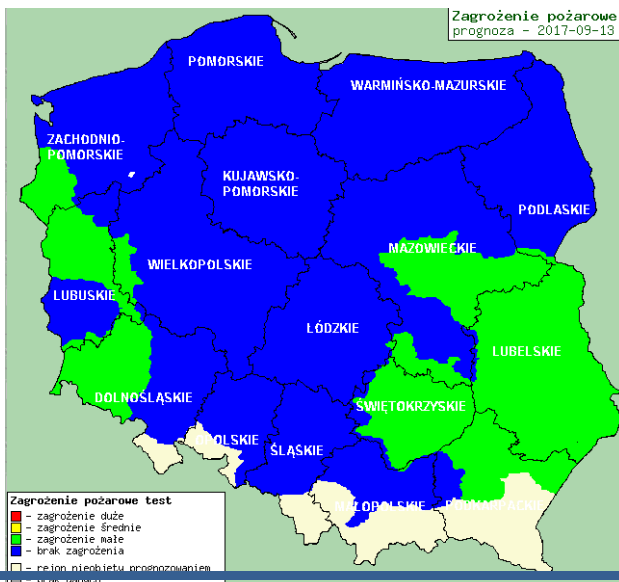 Zagrożenie pożarowe
prognoza - 2017-09-13
POMORSKIE
WARMIŃSKO-MAZURSKIE
ZACHODNIO-
POMORSKIE
KUJAWSKO-
POMORSKIE
PODLASKIE
MAZOWIECKIE
WIELKOPOLSKIE
LUBUSKIE
ŁÓDZKIE
LUBELSKIE
DOLNOŚLĄSKIE
ŚWIĘTOKRZYSKIE
OPOLSKIE
ŚLĄSKIE
MAŁOPOLSKIE
PODKARPACKIE
Zagrożenie pożarowe test
- zagrożenie duże
- zagrożenie średnie
- zagrożenie małe
- brak zagrożenia
- rejon nieobjęty prognozowaniem